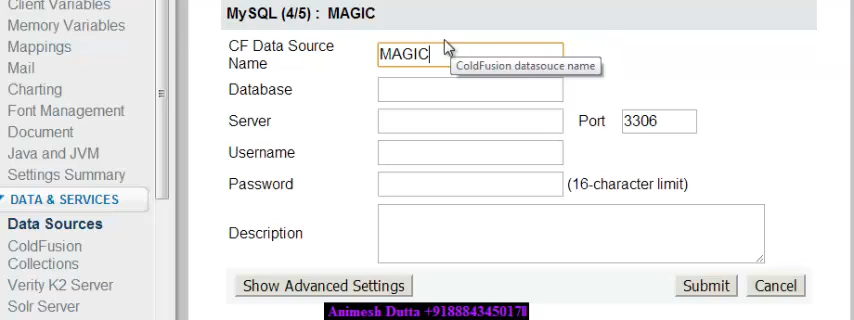 Client Variables
Memory Variables
Mappings
Mail
Charting
Font Management
Document
Java and JVM
Settings Summary
DATA & SERVICES
Data Sources
ColdFusion
Collections
Verity K2 Server
Solr Server
MySQL (4/5) : MAGIC
CF Data Source
Name
MAGIC
ColdFusion datasouce name
Database
Server
Port 3306
Username
Password
(16-character limit)
Description
Show Advanced Settings
Submit
Cancel
Animesh Dutta +918884345017